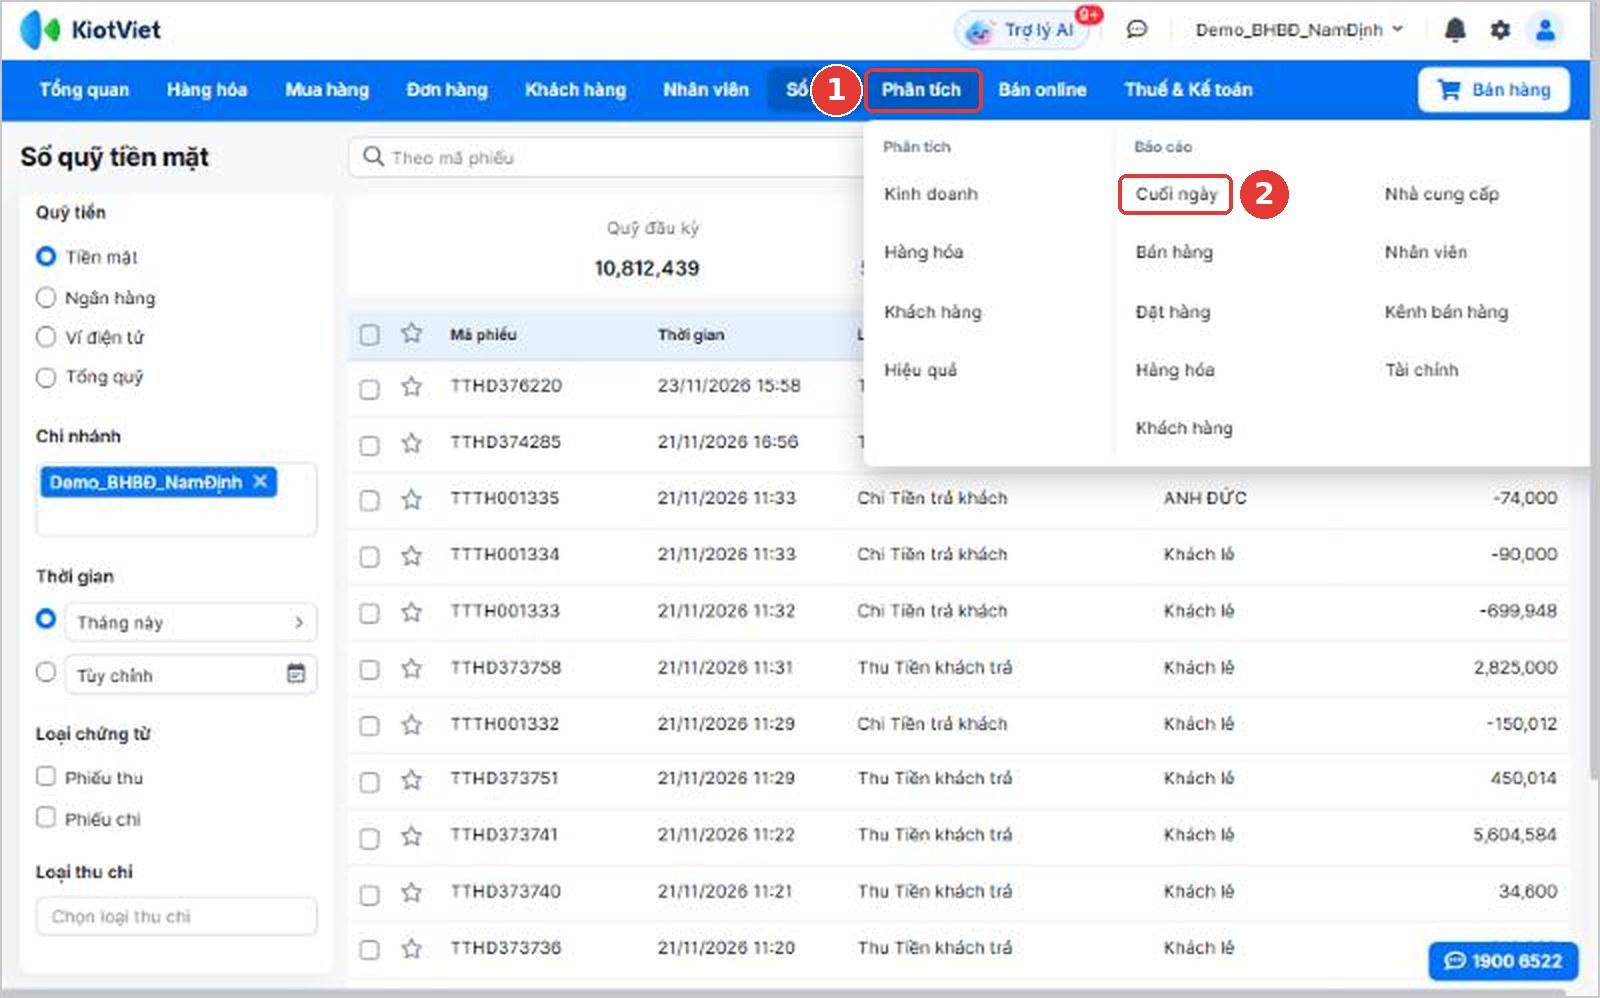 KiotViet
Trợ lý AI
9+
Demo_BHBĐ_NamĐịnh
Tổng quan
Hàng hóa
Mua hàng
Đơn hàng
Khách hàng
Nhân viên
Sổ
1
Phân tích
Bán online
Thuế & Kế toán
Bán hàng
Sổ quỹ tiền mặt
Theo mã phiếu
Phân tích
Kinh doanh
Hàng hóa
Khách hàng
Hiệu quả
Báo cáo
Cuối ngày
2
Bán hàng
Đặt hàng
Hàng hóa
Khách hàng
Nhà cung cấp
Nhân viên
Kênh bán hàng
Tài chính
Quỹ tiền
Tiền mặt
Ngân hàng
Ví điện tử
Tổng quỹ
Chi nhánh
Demo_BHBĐ_NamĐịnh
Thời gian
Tháng này
Tùy chỉnh
Loại chứng từ
Phiếu thu
Phiếu chi
Loại thu chi
Chọn loại thu chi
Quỹ đầu kỳ
10,812,439
Mã phiếu Thời gian
TTHD376220 23/11/2026 15:58
TTHD374285 21/11/2026 16:56
TTTH001335 21/11/2026 11:33 Chi Tiền trả khách ANH ĐỨC -74,000
TTTH001334 21/11/2026 11:33 Chi Tiền trả khách Khách lẻ -90,000
TTTH001333 21/11/2026 11:32 Chi Tiền trả khách Khách lẻ -699,948
TTHD373758 21/11/2026 11:31 Thu Tiền khách trả Khách lẻ 2,825,000
TTTH001332 21/11/2026 11:29 Chi Tiền trả khách Khách lẻ -150,012
TTHD373751 21/11/2026 11:29 Thu Tiền khách trả Khách lẻ 450,014
TTHD373741 21/11/2026 11:22 Thu Tiền khách trả Khách lẻ 5,604,584
TTHD373740 21/11/2026 11:21 Thu Tiền khách trả Khách lẻ 34,600
TTHD373736 21/11/2026 11:20 Thu Tiền khách trả Khách lẻ
1900 6522